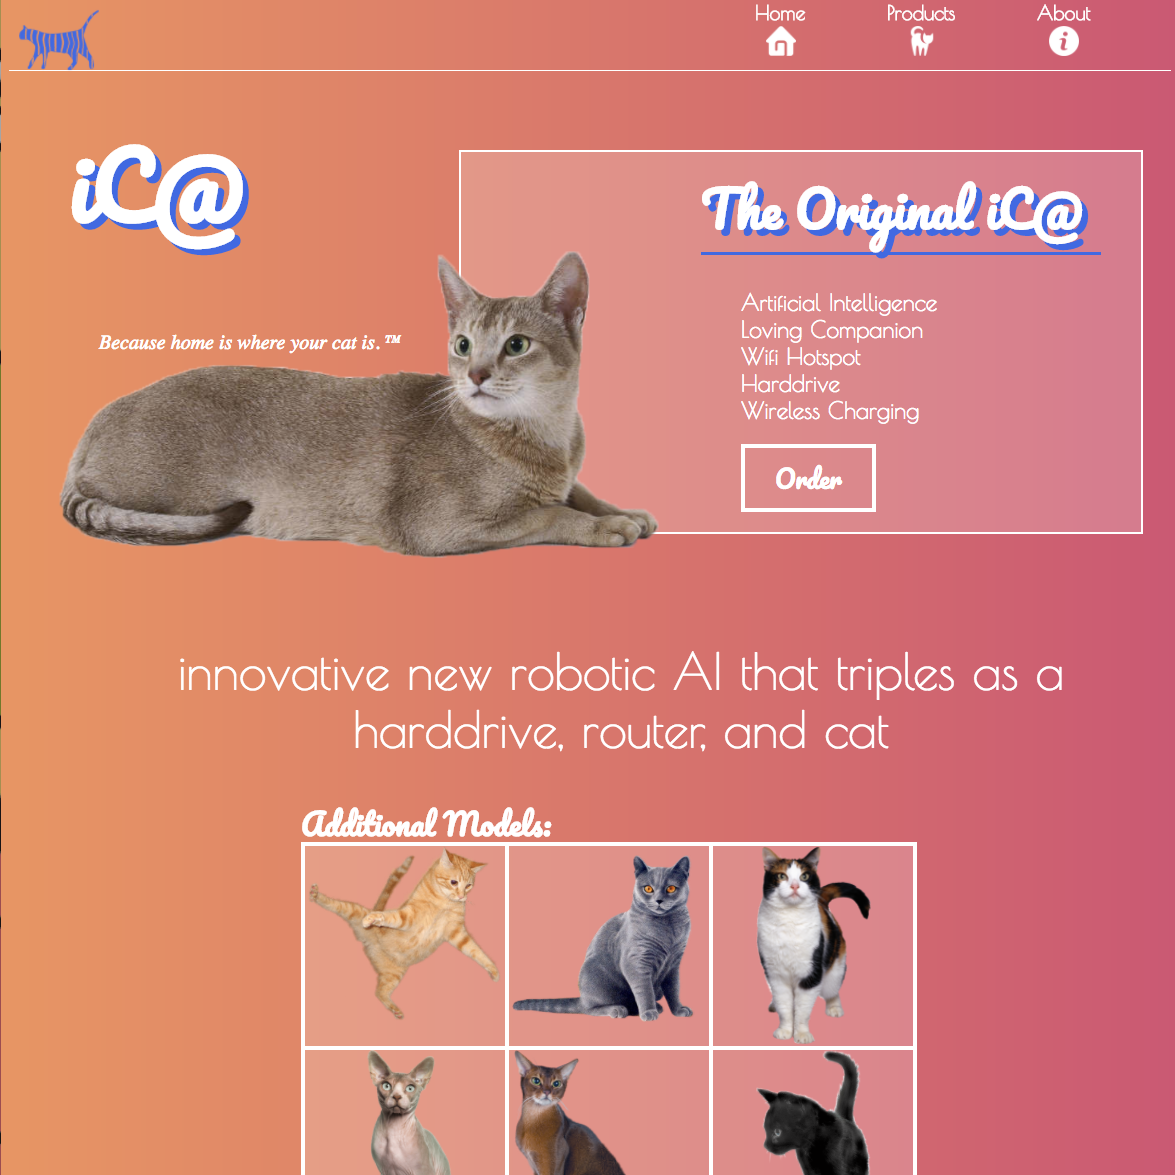 Home
Products
About
iC@
The Original iC@
Because home is where your cat is.™
Artificial Intelligence
Loving Companion
Wifi Hotspot
Harddrive
Wireless Charging
Order
innovative new robotic AI that triples as a
harddrive, router, and cat
Additional Models: